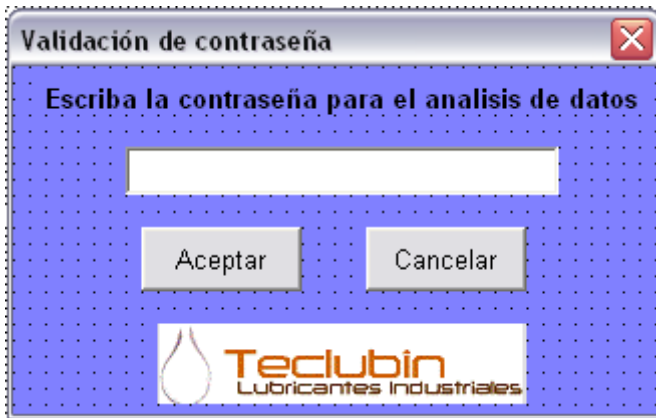 Validación de contraseña
Escriba la contraseña para el analisis de datos
Aceptar Cancelar
Teclubin
Lubricantes Industriales